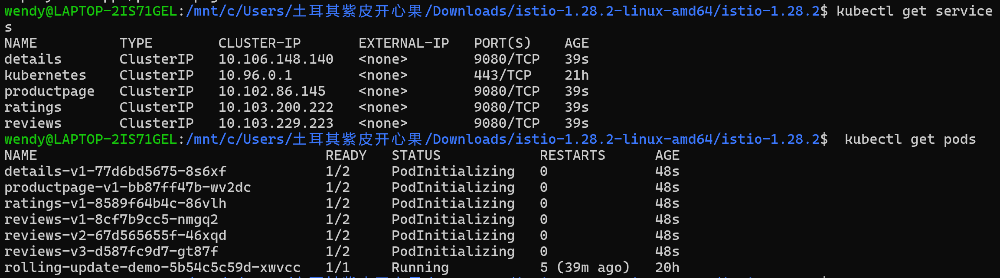 wendy@LAPTOP-2IS71GEL:/mnt/c/Users/土耳其紫皮开心果/Downloads/istio-1.28.2-linux-amd64/istio-1.28.2$ kubectl get service
s
NAME          TYPE        CLUSTER-IP       EXTERNAL-IP   PORT(S)    AGE
details       ClusterIP   10.106.148.140   <none>        9080/TCP   39s
kubernetes    ClusterIP   10.96.0.1        <none>        443/TCP    21h
productpage   ClusterIP   10.102.86.145    <none>        9080/TCP   39s
ratings       ClusterIP   10.103.200.222   <none>        9080/TCP   39s
reviews       ClusterIP   10.103.229.223   <none>        9080/TCP   39s
wendy@LAPTOP-2IS71GEL:/mnt/c/Users/土耳其紫皮开心果/Downloads/istio-1.28.2-linux-amd64/istio-1.28.2$  kubectl get pods
NAME                                   READY   STATUS            RESTARTS      AGE
details-v1-77d6bd5675-8s6xf            1/2     PodInitializing   0             48s
productpage-v1-bb87ff47b-wv2dc         1/2     PodInitializing   0             48s
ratings-v1-8589f64b4c-86vlh            1/2     PodInitializing   0             48s
reviews-v1-8cf7b9cc5-nmgq2             1/2     PodInitializing   0             48s
reviews-v2-67d565655f-46xqd            1/2     PodInitializing   0             48s
reviews-v3-d587fc9d7-gt87f             1/2     PodInitializing   0             48s
rolling-update-demo-5b54c5c59d-xwvcc   1/1     Running           5 (39m ago)   20h